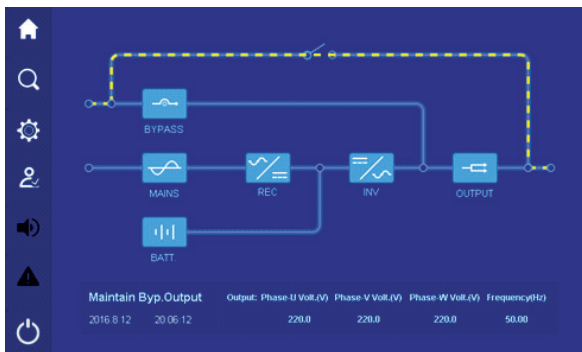 BYPASS
MAINS
REC
INV
OUTPUT
BATT.
Maintain Byp.Output Output: Phase-U Volt.(V) Phase-V Volt.(V) Phase-W Volt.(V) Frequency(Hz)
2016.8.12 20:06:12 220.0 220.0 220.0 50.00